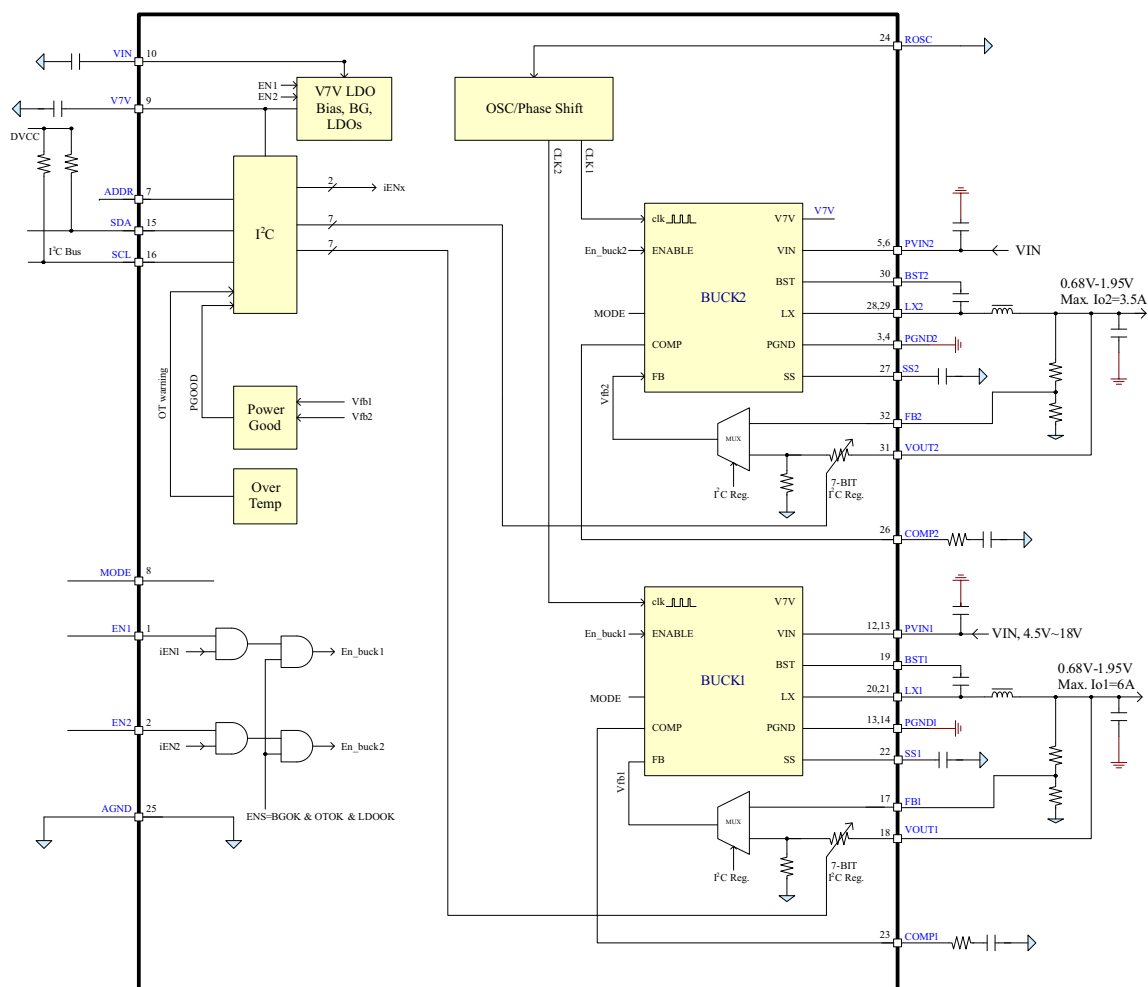 24
ROSC
VIN
10
EN1
EN2
V7V LDO
Bias, BG,
LDOs
OSC/Phase Shift
V7V
9
DVCC
CLK2
CLK1
ADDR
7
SDA
15
I²C Bus
SCL
16
I²C
2
iENx
7
7
clk
V7V
V7V
En_buck2
ENABLE
VIN
5,6
PVIN2
VIN
BST
30
BST2
BUCK2
MODE
LX
28,29
LX2
0.68V-1.95V
Max. Io2=3.5A
COMP
PGND
3,4
PGND2
FB
SS
27
SS2
Vfb2
OT warning
PGOOD
Power
Good
Vfb1
Vfb2
MUX
32
FB2
31
VOUT2
I²C Reg.
7-BIT
I²C Reg.
Over
Temp
26
COMP2
MODE
8
EN1
1
iEN1
En_buck1
EN2
2
iEN2
En_buck2
ENS=BGOK & OTOK & LDOOK
AGND
25
clk
V7V
En_buck1
ENABLE
VIN
12,13
PVIN1
VIN, 4.5V~18V
BST
19
BST1
BUCK1
MODE
LX
20,21
LX1
0.68V-1.95V
Max. Io1=6A
COMP
PGND
13,14
PGND1
FB
SS
22
SS1
Vfb1
MUX
17
FB1
18
VOUT1
I²C Reg.
7-BIT
I²C Reg.
23
COMP1